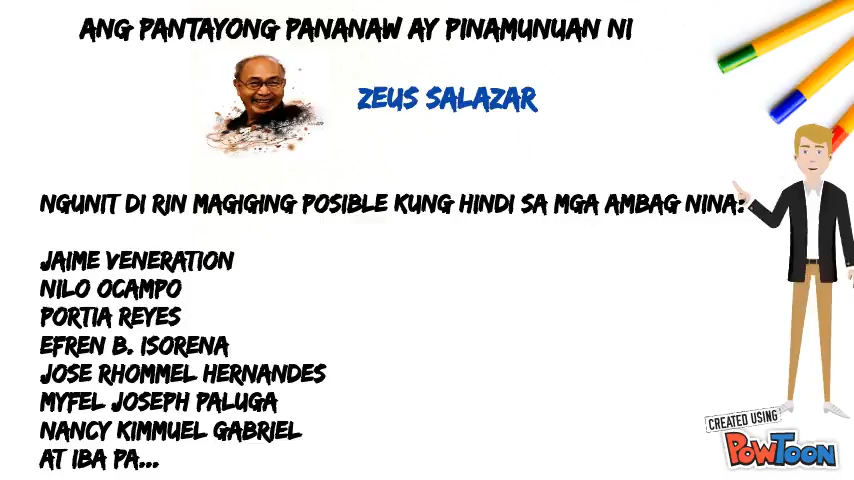 ANG PANTAYONG PANANAW AY PINAMUNUAN NI
ZEUS SALAZAR
NGUNIT DI RIN MAGIGING POSIBLE KUNG HINDI SA MGA AMBAG NINA:
JAIME VENERATION
NILO OCAMPO
PORTIA REYES
EFREN B. ISORENA
JOSE RHOMMEL HERNANDES
MYFEL JOSEPH PALUGA
NANCY KIMMUEL GABRIEL
AT IBA PA...
CREATED USING
POWTOON